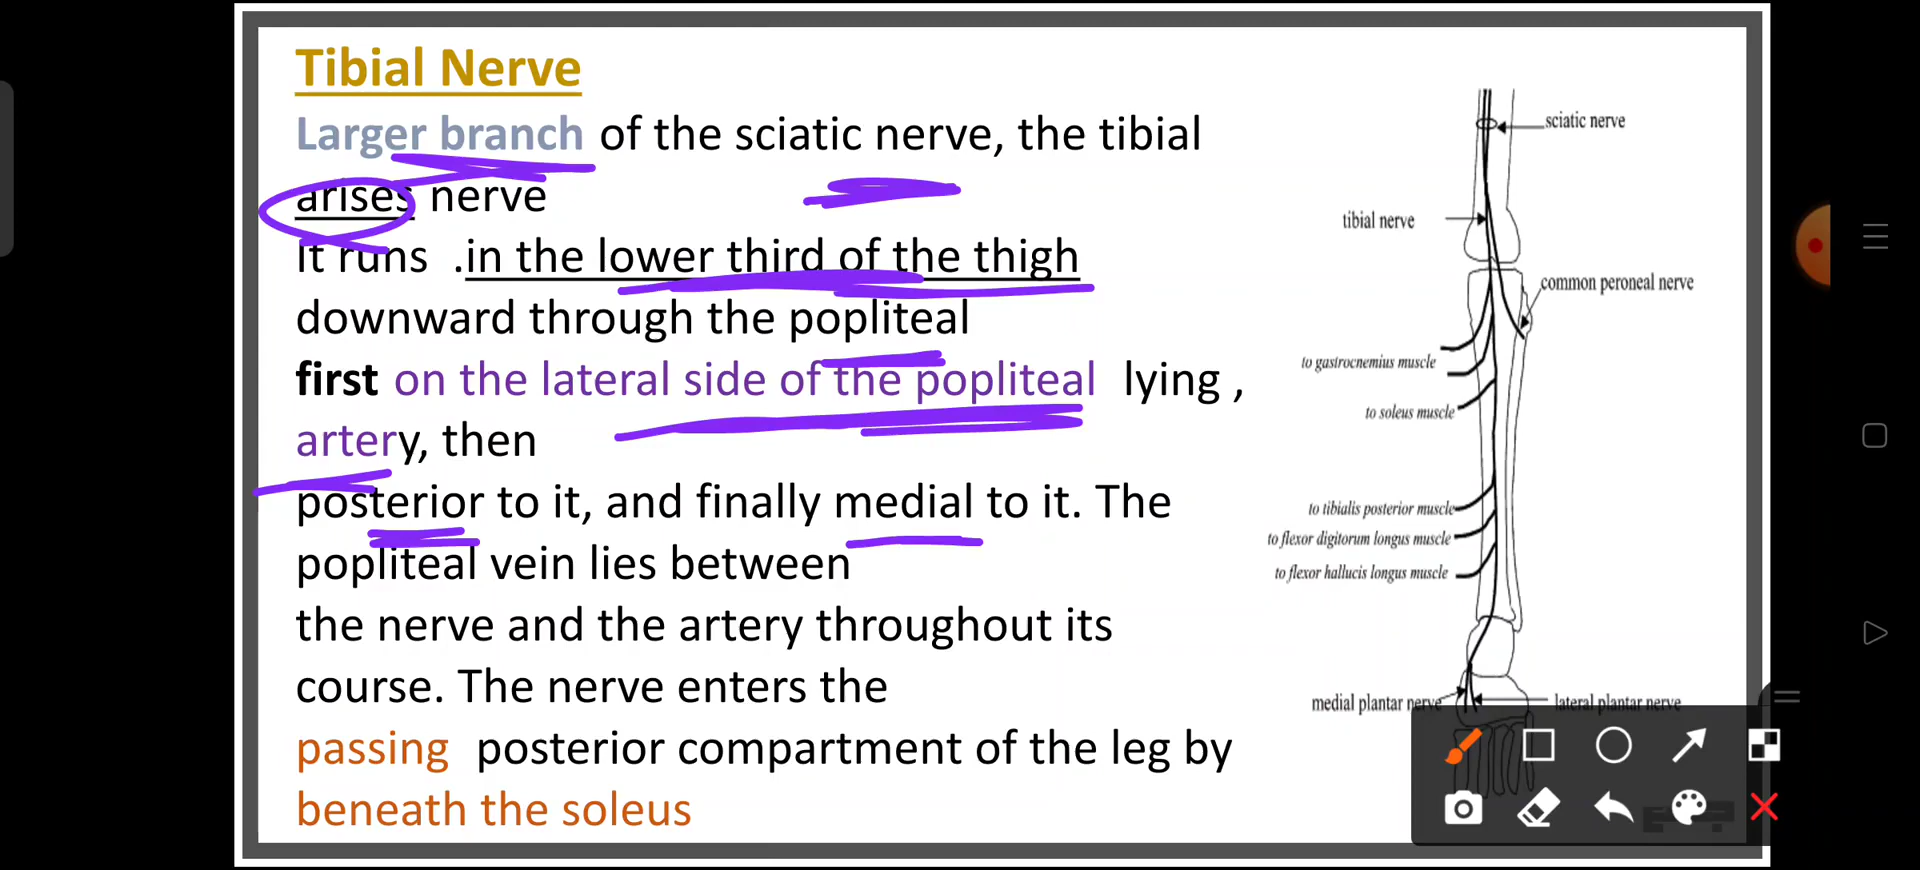 Tibial Nerve
Larger branch of the sciatic nerve, the tibial
arises nerve
It runs .in the lower third of the thigh
downward through the popliteal
first on the lateral side of the popliteal lying ,
artery, then
posterior to it, and finally medial to it. The
popliteal vein lies between
the nerve and the artery throughout its
course. The nerve enters the
passing posterior compartment of the leg by
beneath the soleus
sciatic nerve
tibial nerve
common peroneal nerve
to gastrocnemius muscle
to soleus muscle
to tibialis posterior muscle
to flexor digitorum longus muscle
to flexor hallucis longus muscle
medial plantar nerve
lateral plantar nerve